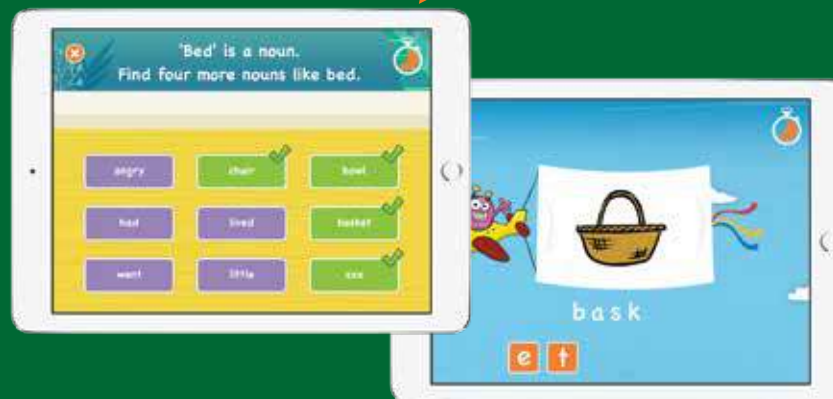 'Bed' is a noun.
Find four more nouns like bed.
angry
chair
bowl
had
lived
basket
went
little
bask
e t